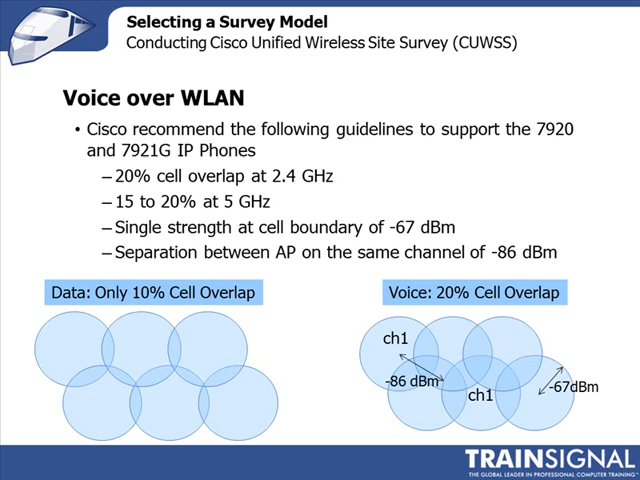 Selecting a Survey Model
Conducting Cisco Unified Wireless Site Survey (CUWSS)
Voice over WLAN
• Cisco recommend the following guidelines to support the 7920
and 7921G IP Phones
– 20% cell overlap at 2.4 GHz
– 15 to 20% at 5 GHz
– Single strength at cell boundary of -67 dBm
– Separation between AP on the same channel of -86 dBm
Data: Only 10% Cell Overlap
Voice: 20% Cell Overlap
ch1
-86 dBm
ch1
-67dBm
TRAINSIGNAL
THE GLOBAL LEADER IN PROFESSIONAL COMPUTER TRAINING™